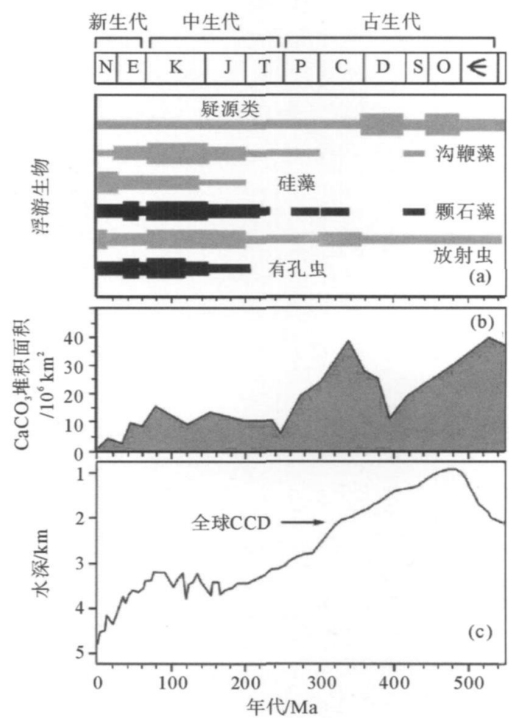 新生代 中生代 古生代
N E K J T P C D S O Є
疑源类
沟鞭藻
硅藻
颗石藻
放射虫
有孔虫
(a)
浮游生物
(b)
CaCO₃堆积面积
/10⁶ km²
40
30
20
10
0
全球CCD
(c)
水深/km
1
2
3
4
5
0 100 200 300 400 500
年代/Ma